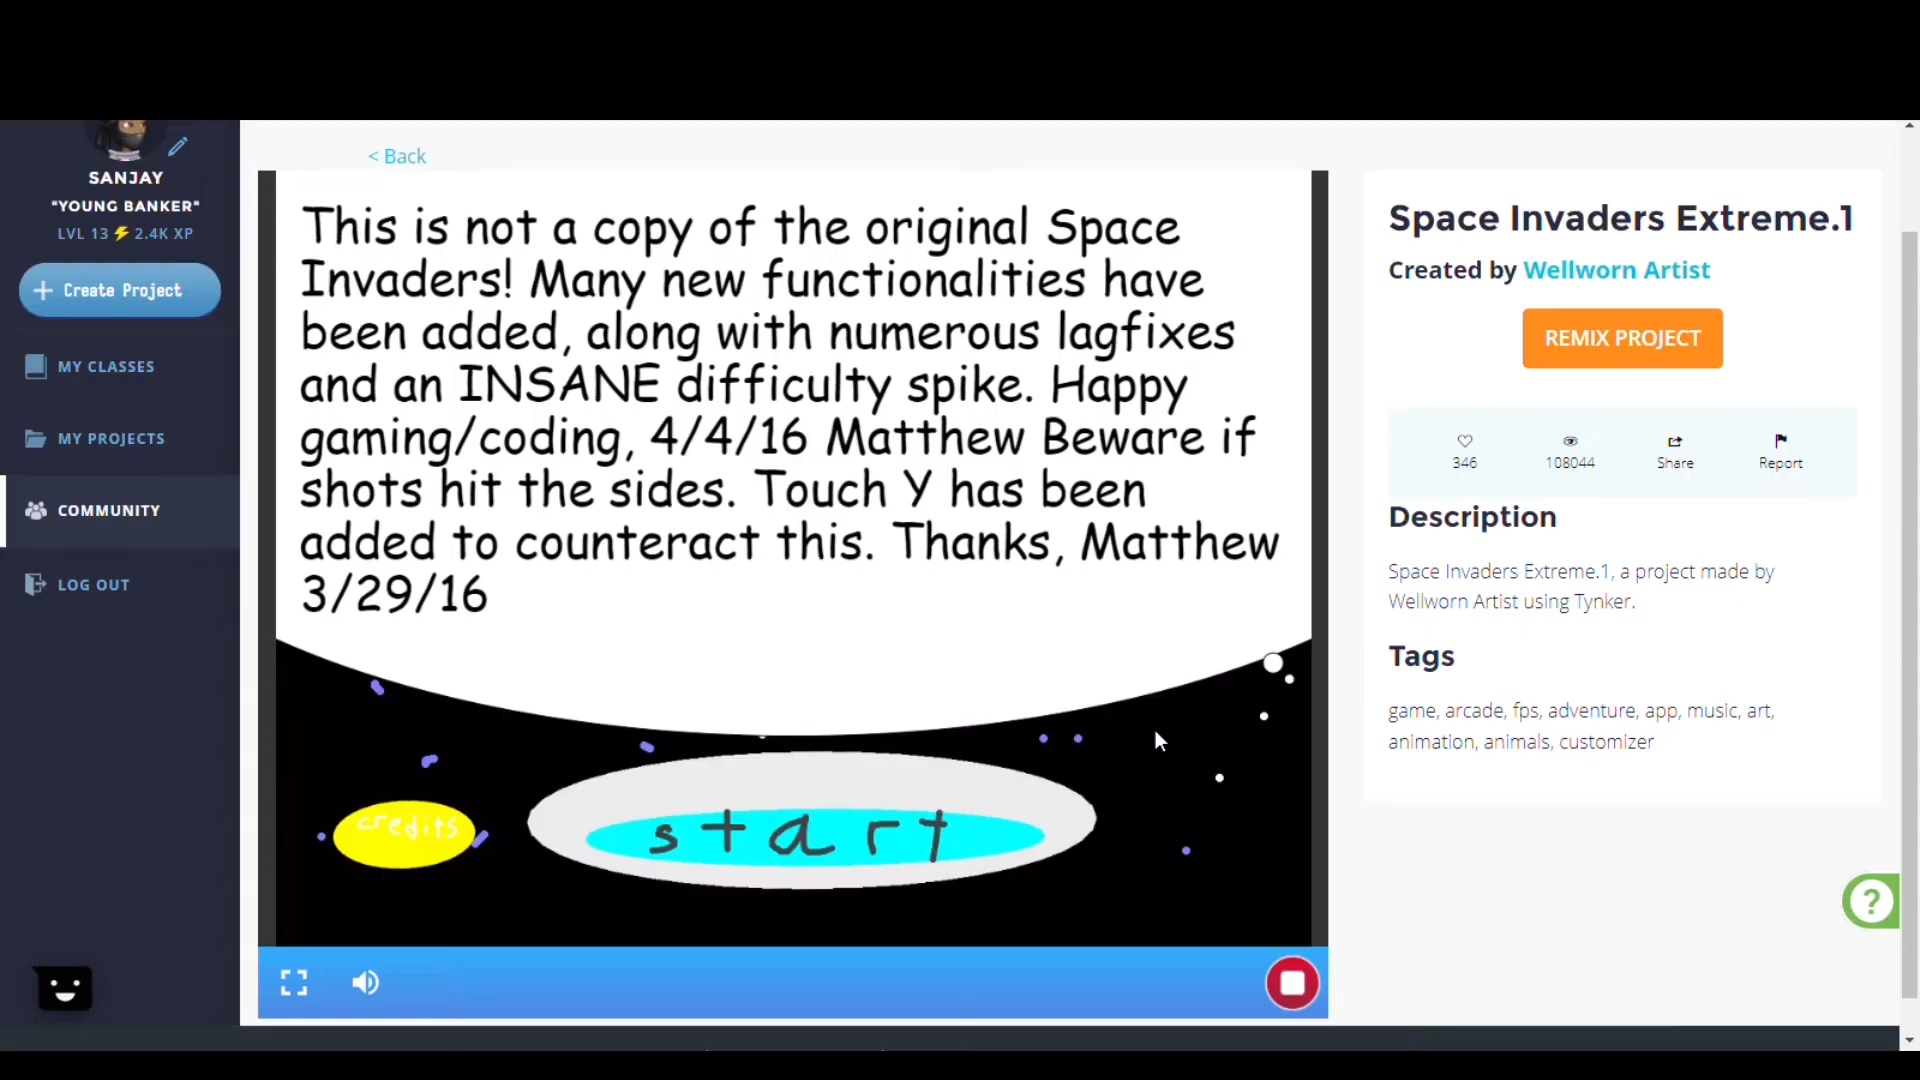 SANJAY
"YOUNG BANKER"
LVL 13 ⚡ 2.4K XP
+ Create Project
MY CLASSES
MY PROJECTS
COMMUNITY
LOG OUT
< Back
This is not a copy of the original Space
Invaders! Many new functionalities have
been added, along with numerous lagfixes
and an INSANE difficulty spike. Happy
gaming/coding, 4/4/16 Matthew Beware if
shots hit the sides. Touch Y has been
added to counteract this. Thanks, Matthew
3/29/16
credits
start
Space Invaders Extreme.1
Created by Wellworn Artist
REMIX PROJECT
346
108044
Share
Report
Description
Space Invaders Extreme.1, a project made by
Wellworn Artist using Tynker.
Tags
game, arcade, fps, adventure, app, music, art,
animation, animals, customizer
?